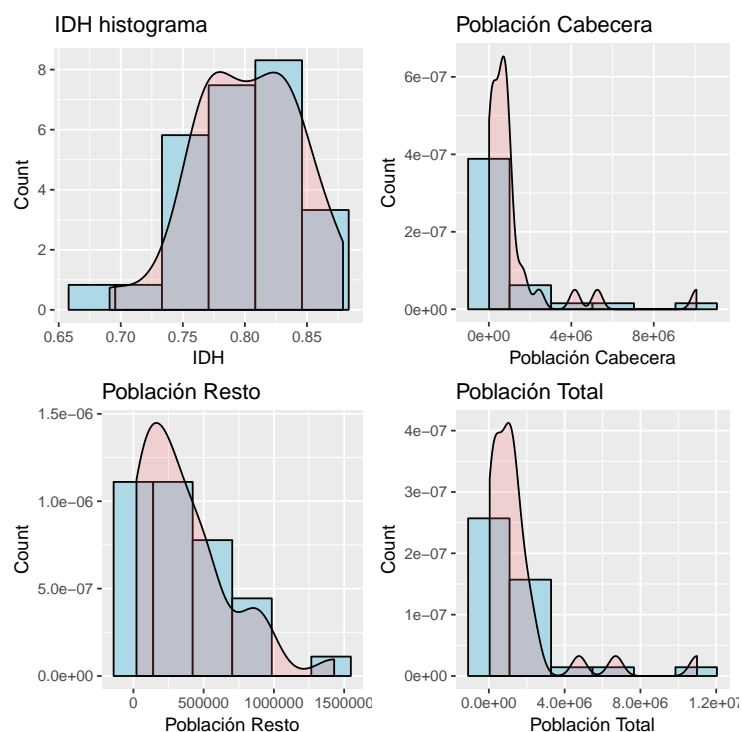 IDH histograma
Count
8
6
4
2
0
0.65 0.70 0.75 0.80 0.85
IDH
Población Cabecera
Count
6e−07
4e−07
2e−07
0e+00
0e+00 4e+06 8e+06
Población Cabecera
Población Resto
Count
1.5e−06
1.0e−06
5.0e−07
0.0e+00
0 500000 1000000 1500000
Población Resto
Población Total
Count
4e−07
3e−07
2e−07
1e−07
0e+00
0.0e+00 4.0e+06 8.0e+06 1.2e+07
Población Total